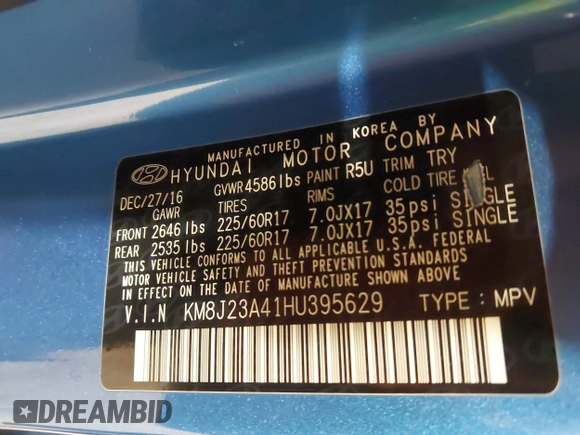 MANUFACTURED IN KOREA BY
HYUNDAI MOTOR COMPANY
DEC/27/16 GVWR 4586 lbs PAINT R5U TRIM TRY
GAWR TIRES RIMS COLD TIRE
FRONT 2646 lbs 225/60R17 7.0JX17 35psi SINGLE
REAR 2535 lbs 225/60R17 7.0JX17 35psi SINGLE
THIS VEHICLE CONFORMS TO ALL APPLICABLE U.S.A. FEDERAL
MOTOR VEHICLE SAFETY AND THEFT PREVENTION STANDARDS
IN EFFECT ON THE DATE OF MANUFACTURE SHOWN ABOVE.
V.I.N KM8J23A41HU395629 TYPE : MPV
DREAMBID